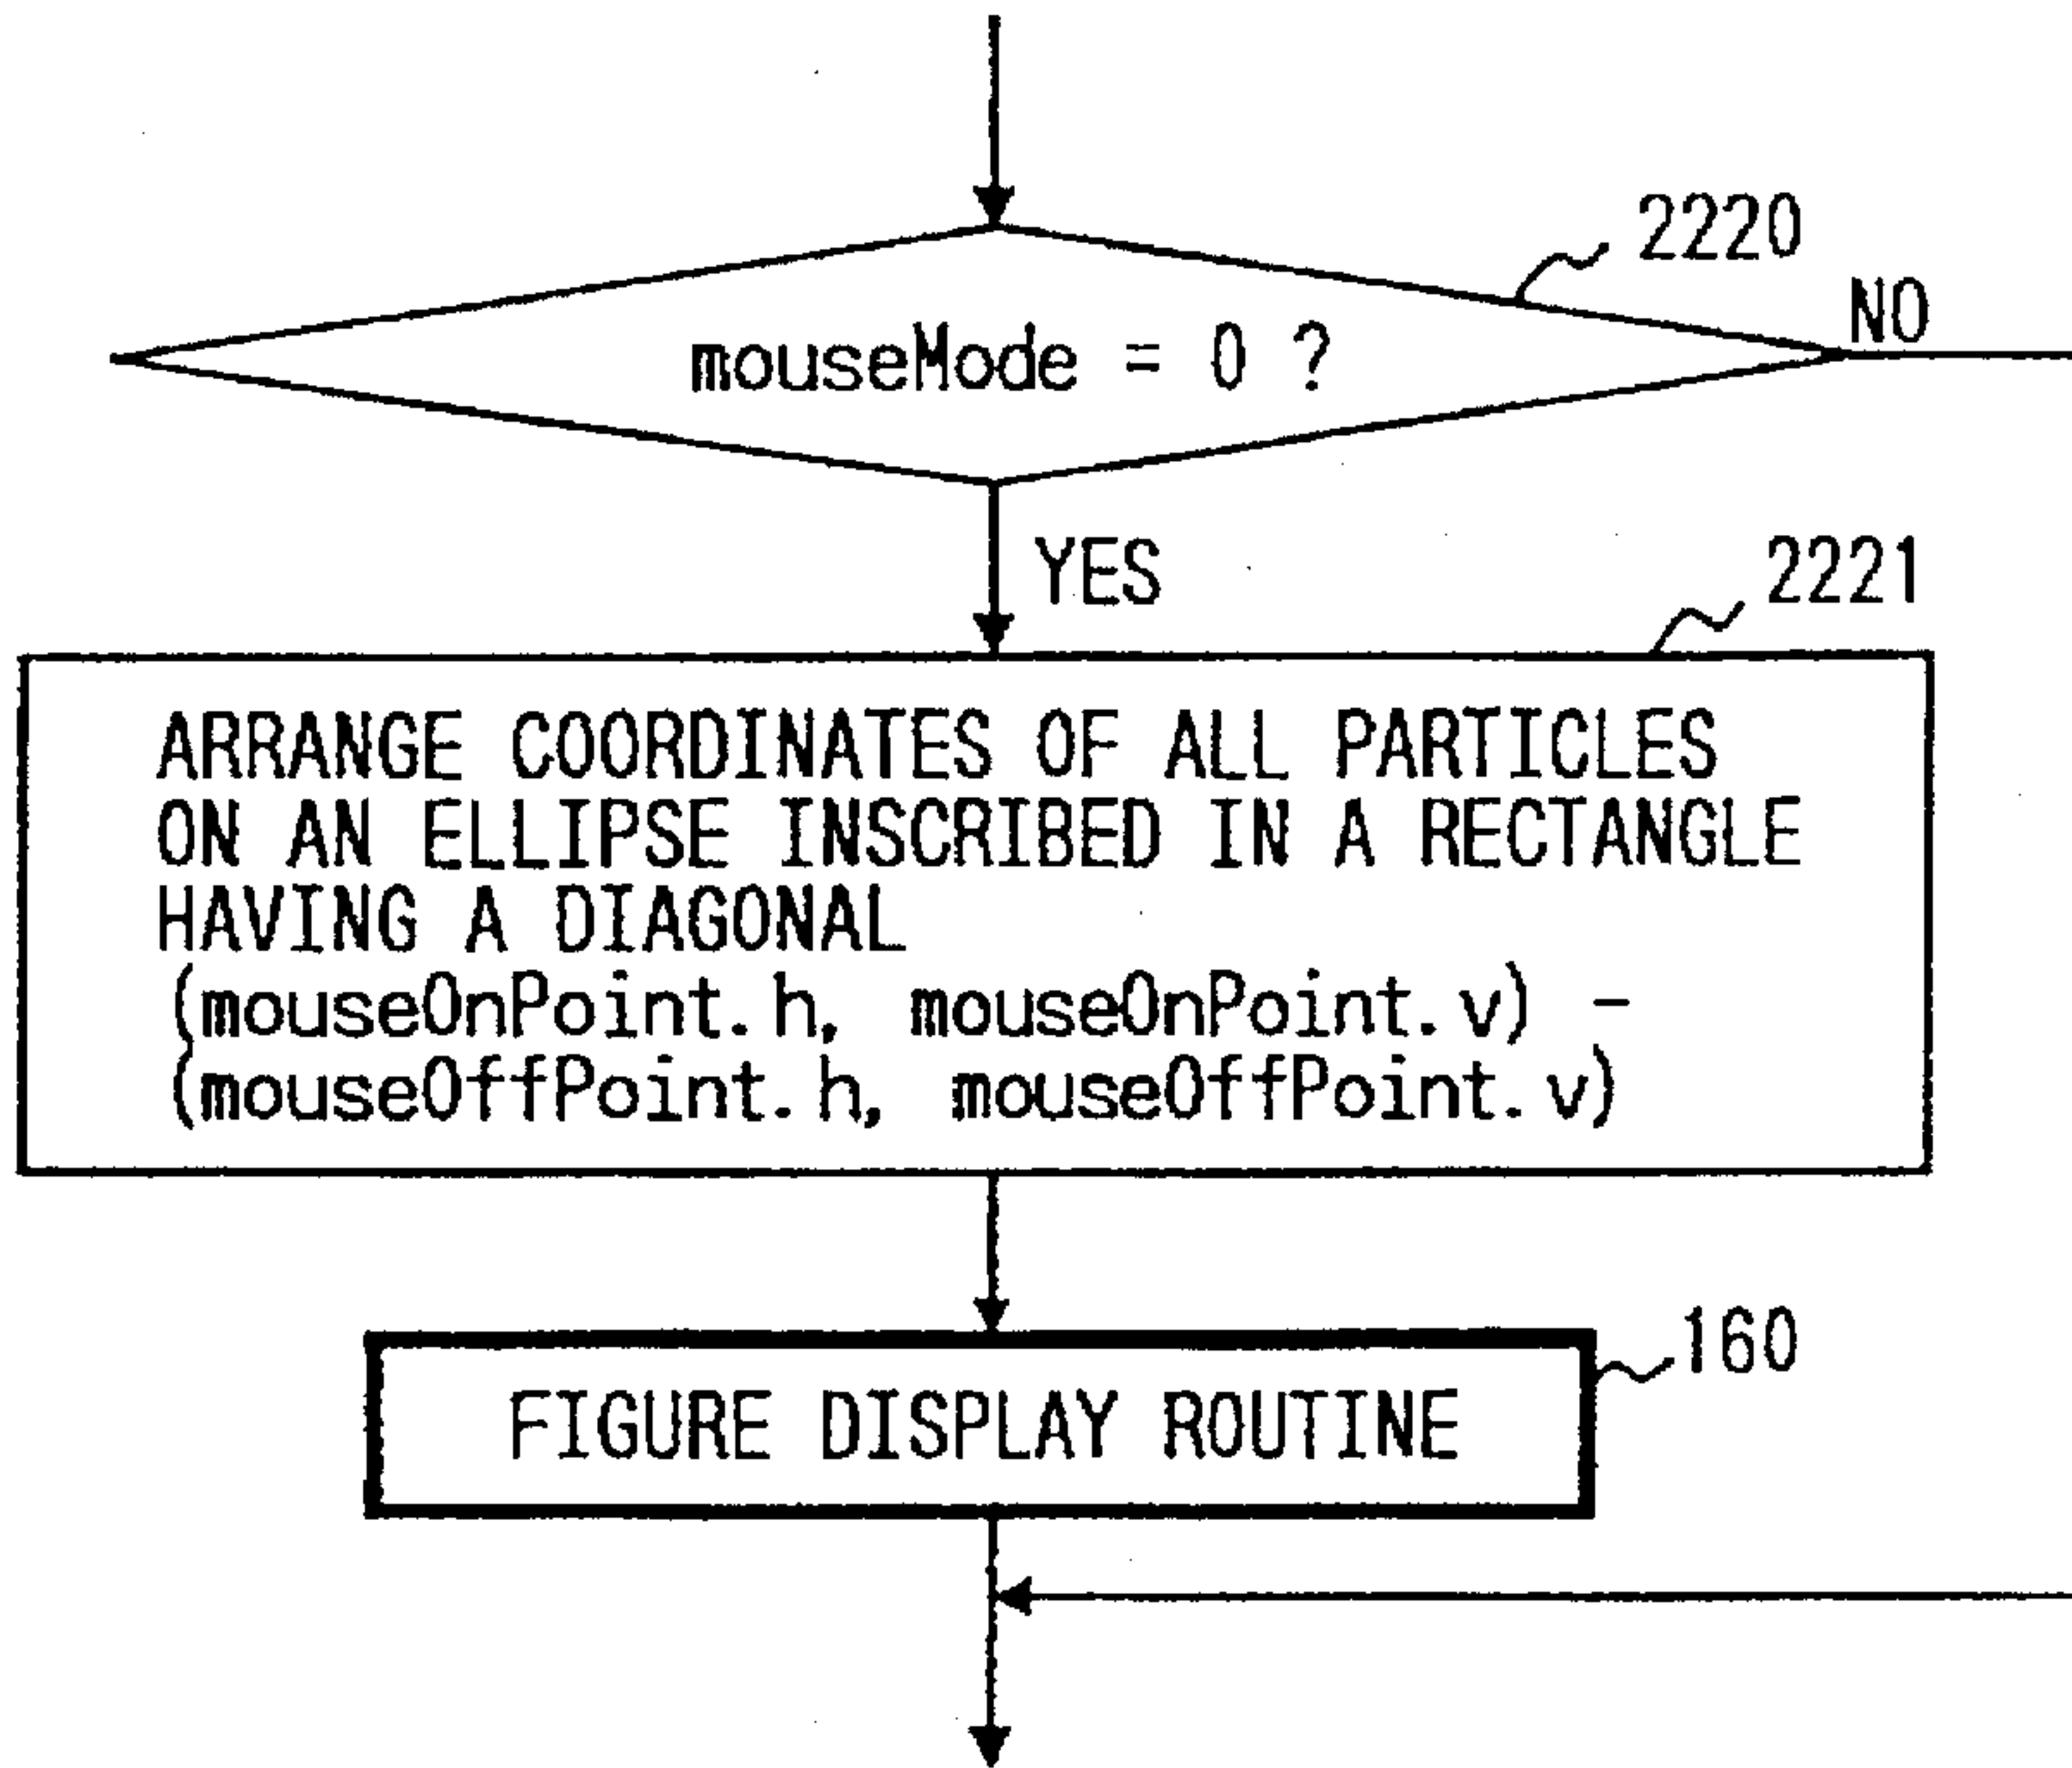 2220
NO
mouseMode = 0 ?
YES
2221
ARRANGE COORDINATES OF ALL PARTICLES
ON AN ELLIPSE INSCRIBED IN A RECTANGLE
HAVING A DIAGONAL
(mouseOnPoint.h, mouseOnPoint.v) -
(mouseOffPoint.h, mouseOffPoint.v)
160
FIGURE DISPLAY ROUTINE